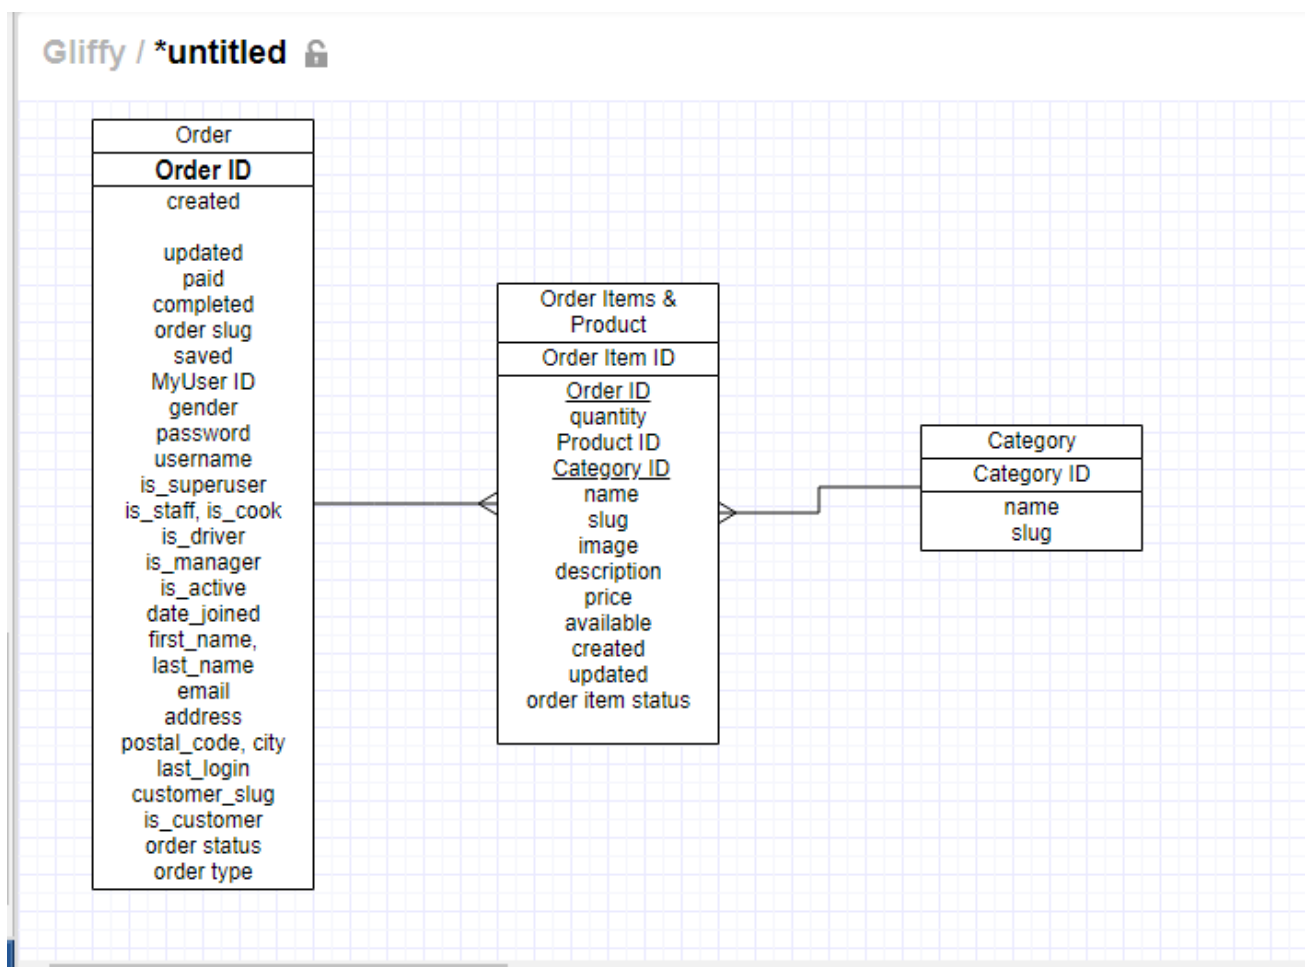 Gliffy / *untitled
Order
Order ID
created
updated
paid
completed
order slug
saved
MyUser ID
gender
password
username
is_superuser
is_staff, is_cook
is_driver
is_manager
is_active
date_joined
first_name,
last_name
email
address
postal_code, city
last_login
customer_slug
is_customer
order status
order type
Order Items &
Product
Order Item ID
Order ID
quantity
Product ID
Category ID
name
slug
image
description
price
available
created
updated
order item status
Category
Category ID
name
slug